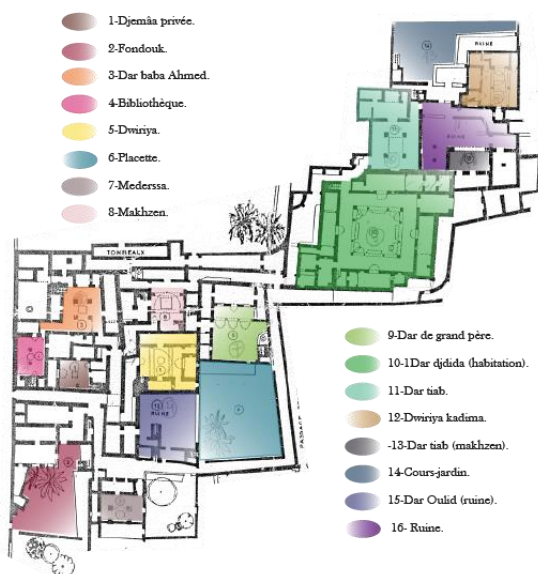 1-Djemâa privée.
2-Fondouk.
3-Dar baba Ahmed.
4-Bibliothèque.
5-Dwiriya.
6-Placette.
7-Mederssa.
8-Makhzen.
RUINE
RUINE
TOMBEAUX
RUINE
PASSAGE
9-Dar de grand père.
10-1Dar djdida (habitation).
11-Dar tiab.
12-Dwiriya kadima.
-13-Dar tiab (makhzen).
14-Cours-jardin.
15-Dar Oulid (ruine).
16- Ruine.